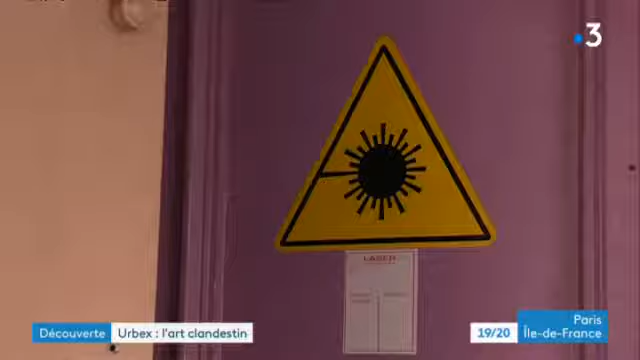 3
LASER
Découverte
Urbex : l'art clandestin
19/20
Paris
Île-de-France